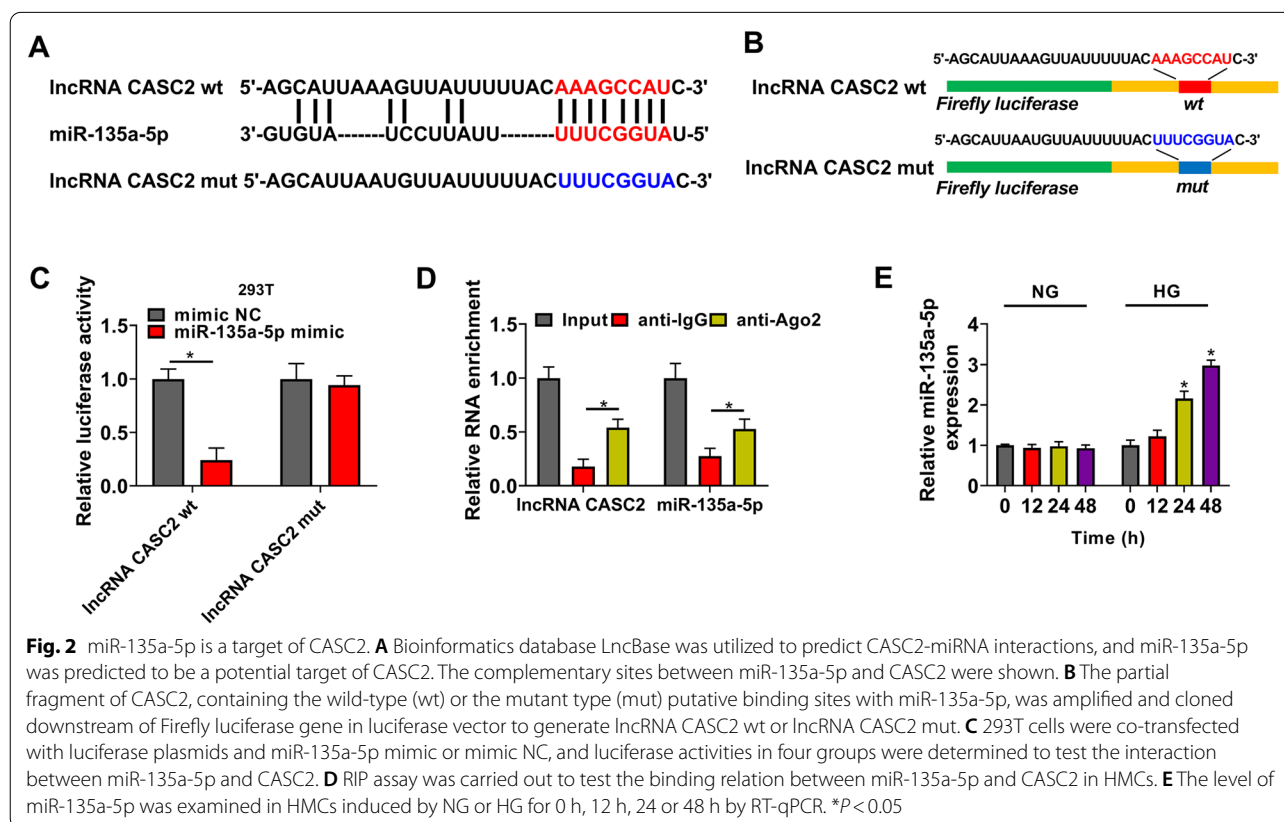 A
lncRNA CASC2 wt 5'-AGCAUUAAAGUUAUUUUUACAAAGCCAUC-3'
miR-135a-5p 3'-GUGUA-------UCCUUAUU--------UUUCGGUAU-5'
lncRNA CASC2 mut 5'-AGCAUUAAUGUUAUUUUUACUUUCGGUAC-3'
B
5'-AGCAUUAAAGUUAUUUUUACAAAGCCAUC-3'
lncRNA CASC2 wt
Firefly luciferase wt
5'-AGCAUUAAUGUUAUUUUUACUUUCGGUAC-3'
lncRNA CASC2 mut
Firefly luciferase mut
C
293T
mimic NC
miR-135a-5p mimic
Relative luciferase activity
1.5
1.0
0.5
0.0
*
lncRNA CASC2 wt
lncRNA CASC2 mut
D
Input anti-IgG anti-Ago2
Relative RNA enrichment
1.5
1.0
0.5
0.0
* *
lncRNA CASC2 miR-135a-5p
E
NG HG
Relative miR-135a-5p
expression
4
3
2
1
0
* *
0 12 24 48 0 12 24 48
Time (h)
Fig. 2 miR-135a-5p is a target of CASC2. A Bioinformatics database LncBase was utilized to predict CASC2-miRNA interactions, and miR-135a-5p
was predicted to be a potential target of CASC2. The complementary sites between miR-135a-5p and CASC2 were shown. B The partial
fragment of CASC2, containing the wild-type (wt) or the mutant type (mut) putative binding sites with miR-135a-5p, was amplified and cloned
downstream of Firefly luciferase gene in luciferase vector to generate lncRNA CASC2 wt or lncRNA CASC2 mut. C 293T cells were co-transfected
with luciferase plasmids and miR-135a-5p mimic or mimic NC, and luciferase activities in four groups were determined to test the interaction
between miR-135a-5p and CASC2. D RIP assay was carried out to test the binding relation between miR-135a-5p and CASC2 in HMCs. E The level of
miR-135a-5p was examined in HMCs induced by NG or HG for 0 h, 12 h, 24 or 48 h by RT-qPCR. *P < 0.05